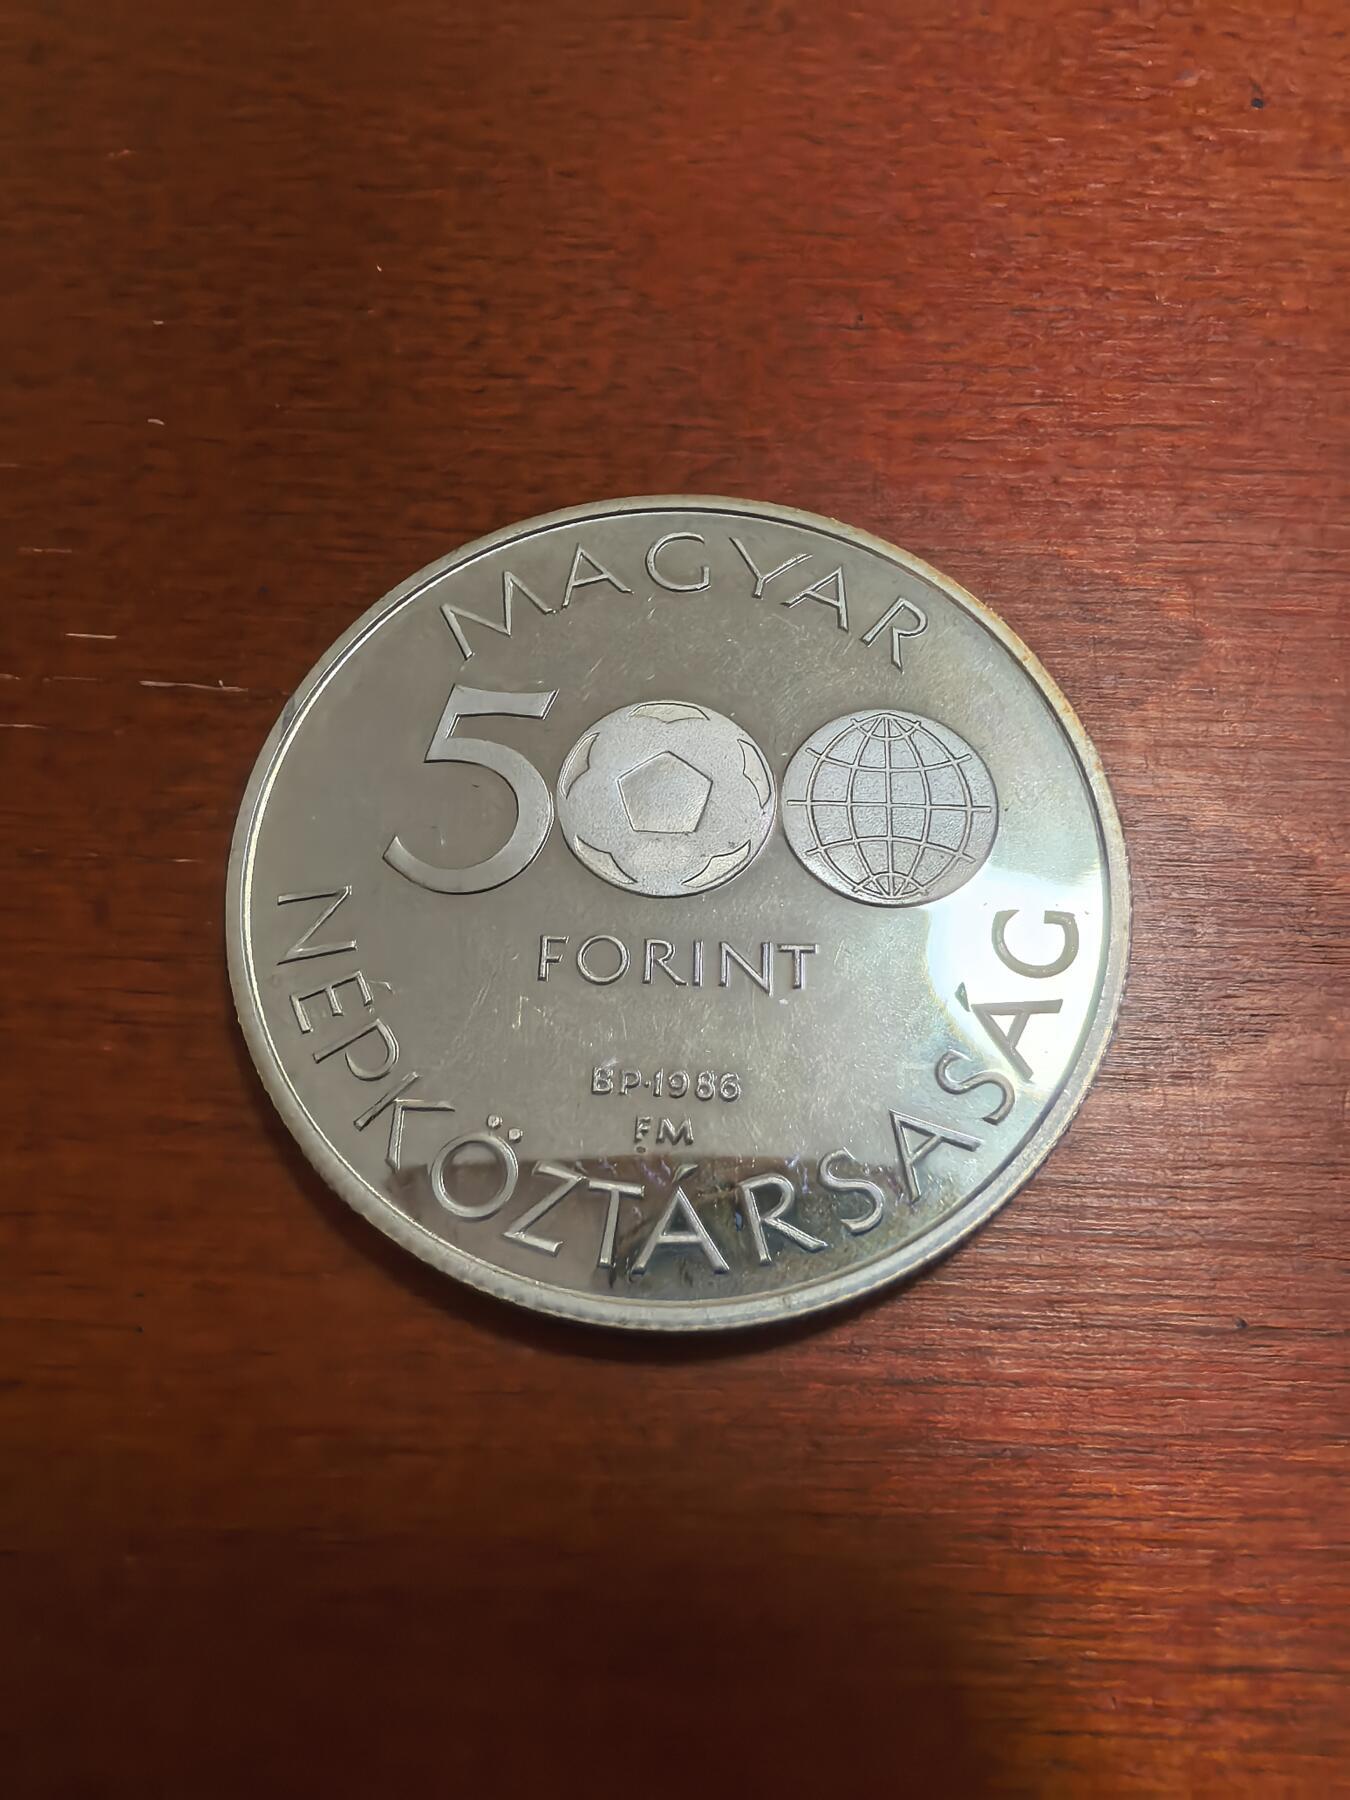 MAGYAR
500
FORINT
BP·1986
FM
NÉPKÖZTÁRSASÁG